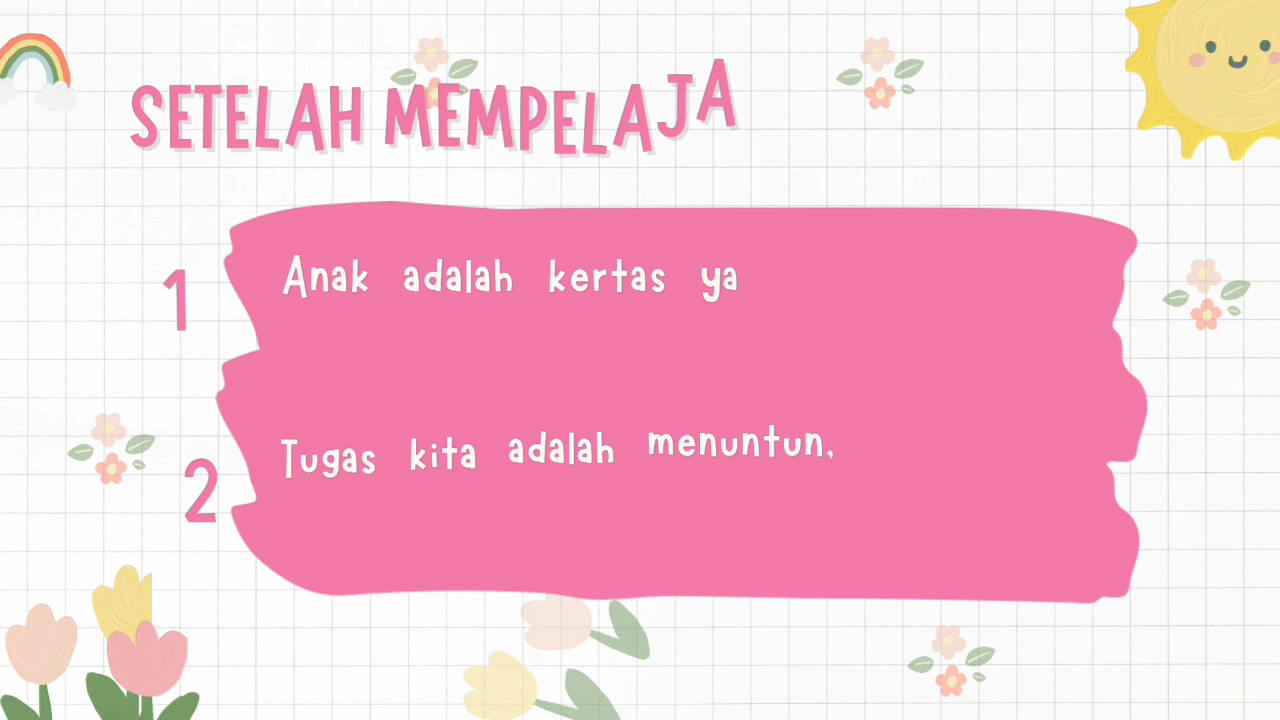 SETELAH MEMPELAJA
1 Anak adalah kertas ya
2 Tugas kita adalah menuntun,